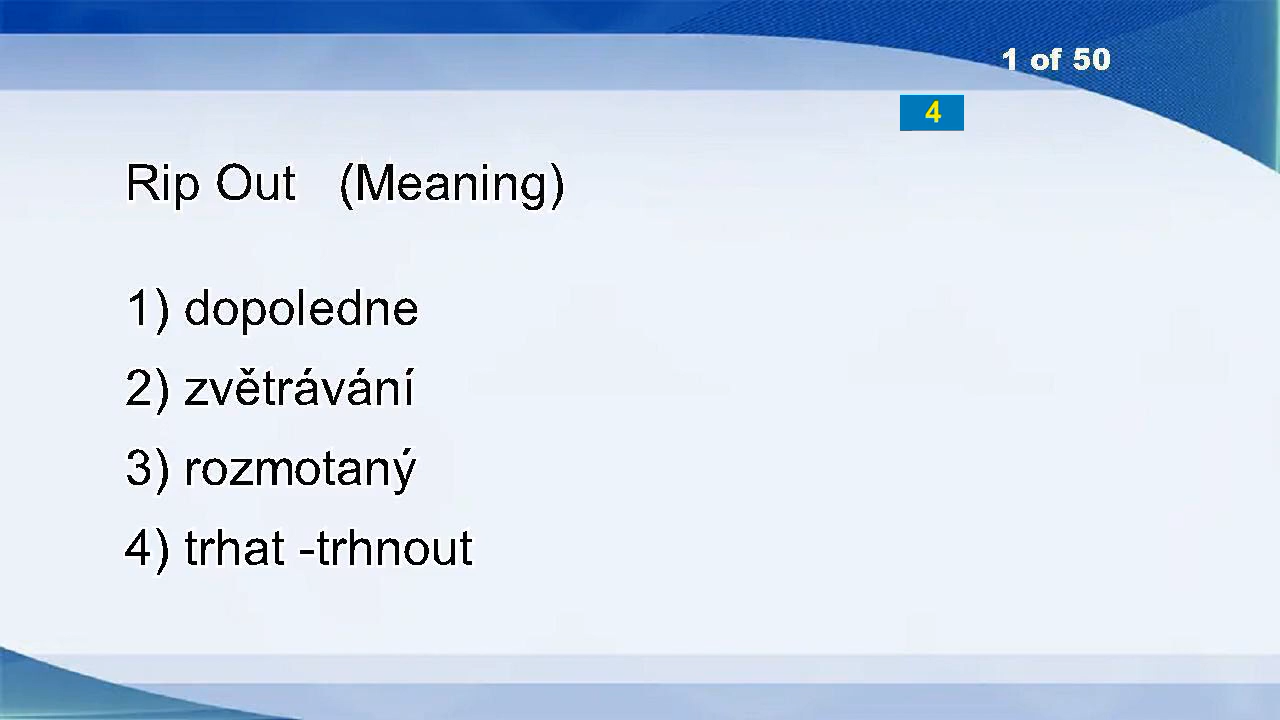 1 of 50
4
Rip Out (Meaning)
1) dopoledne
2) zvětrávání
3) rozmotaný
4) trhat -trhnout